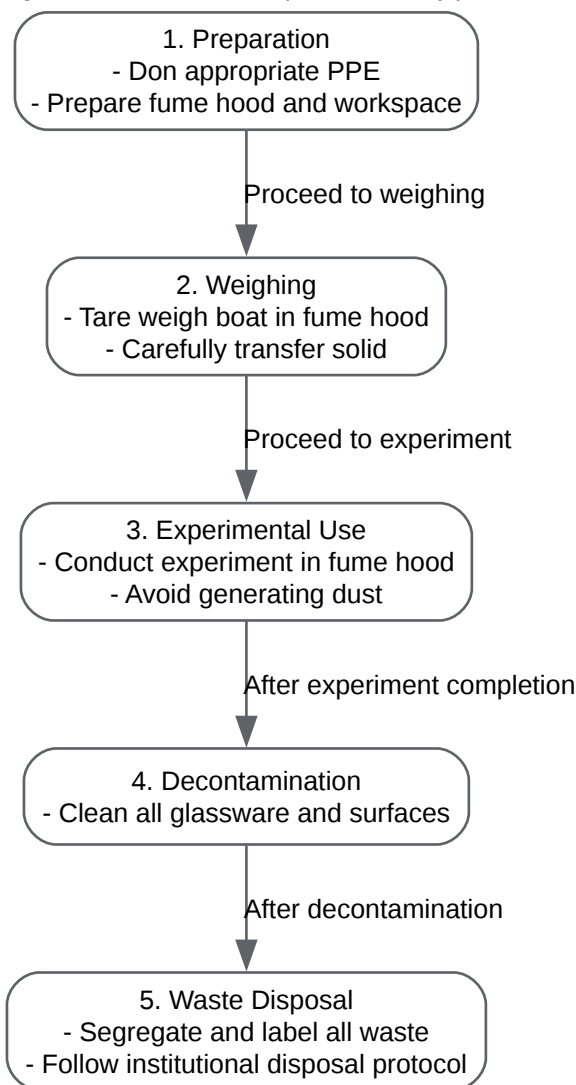 1. Preparation
- Don appropriate PPE
- Prepare fume hood and workspace
Proceed to weighing
2. Weighing
- Tare weigh boat in fume hood
- Carefully transfer solid
Proceed to experiment
3. Experimental Use
- Conduct experiment in fume hood
- Avoid generating dust
After experiment completion
4. Decontamination
- Clean all glassware and surfaces
After decontamination
5. Waste Disposal
- Segregate and label all waste
- Follow institutional disposal protocol